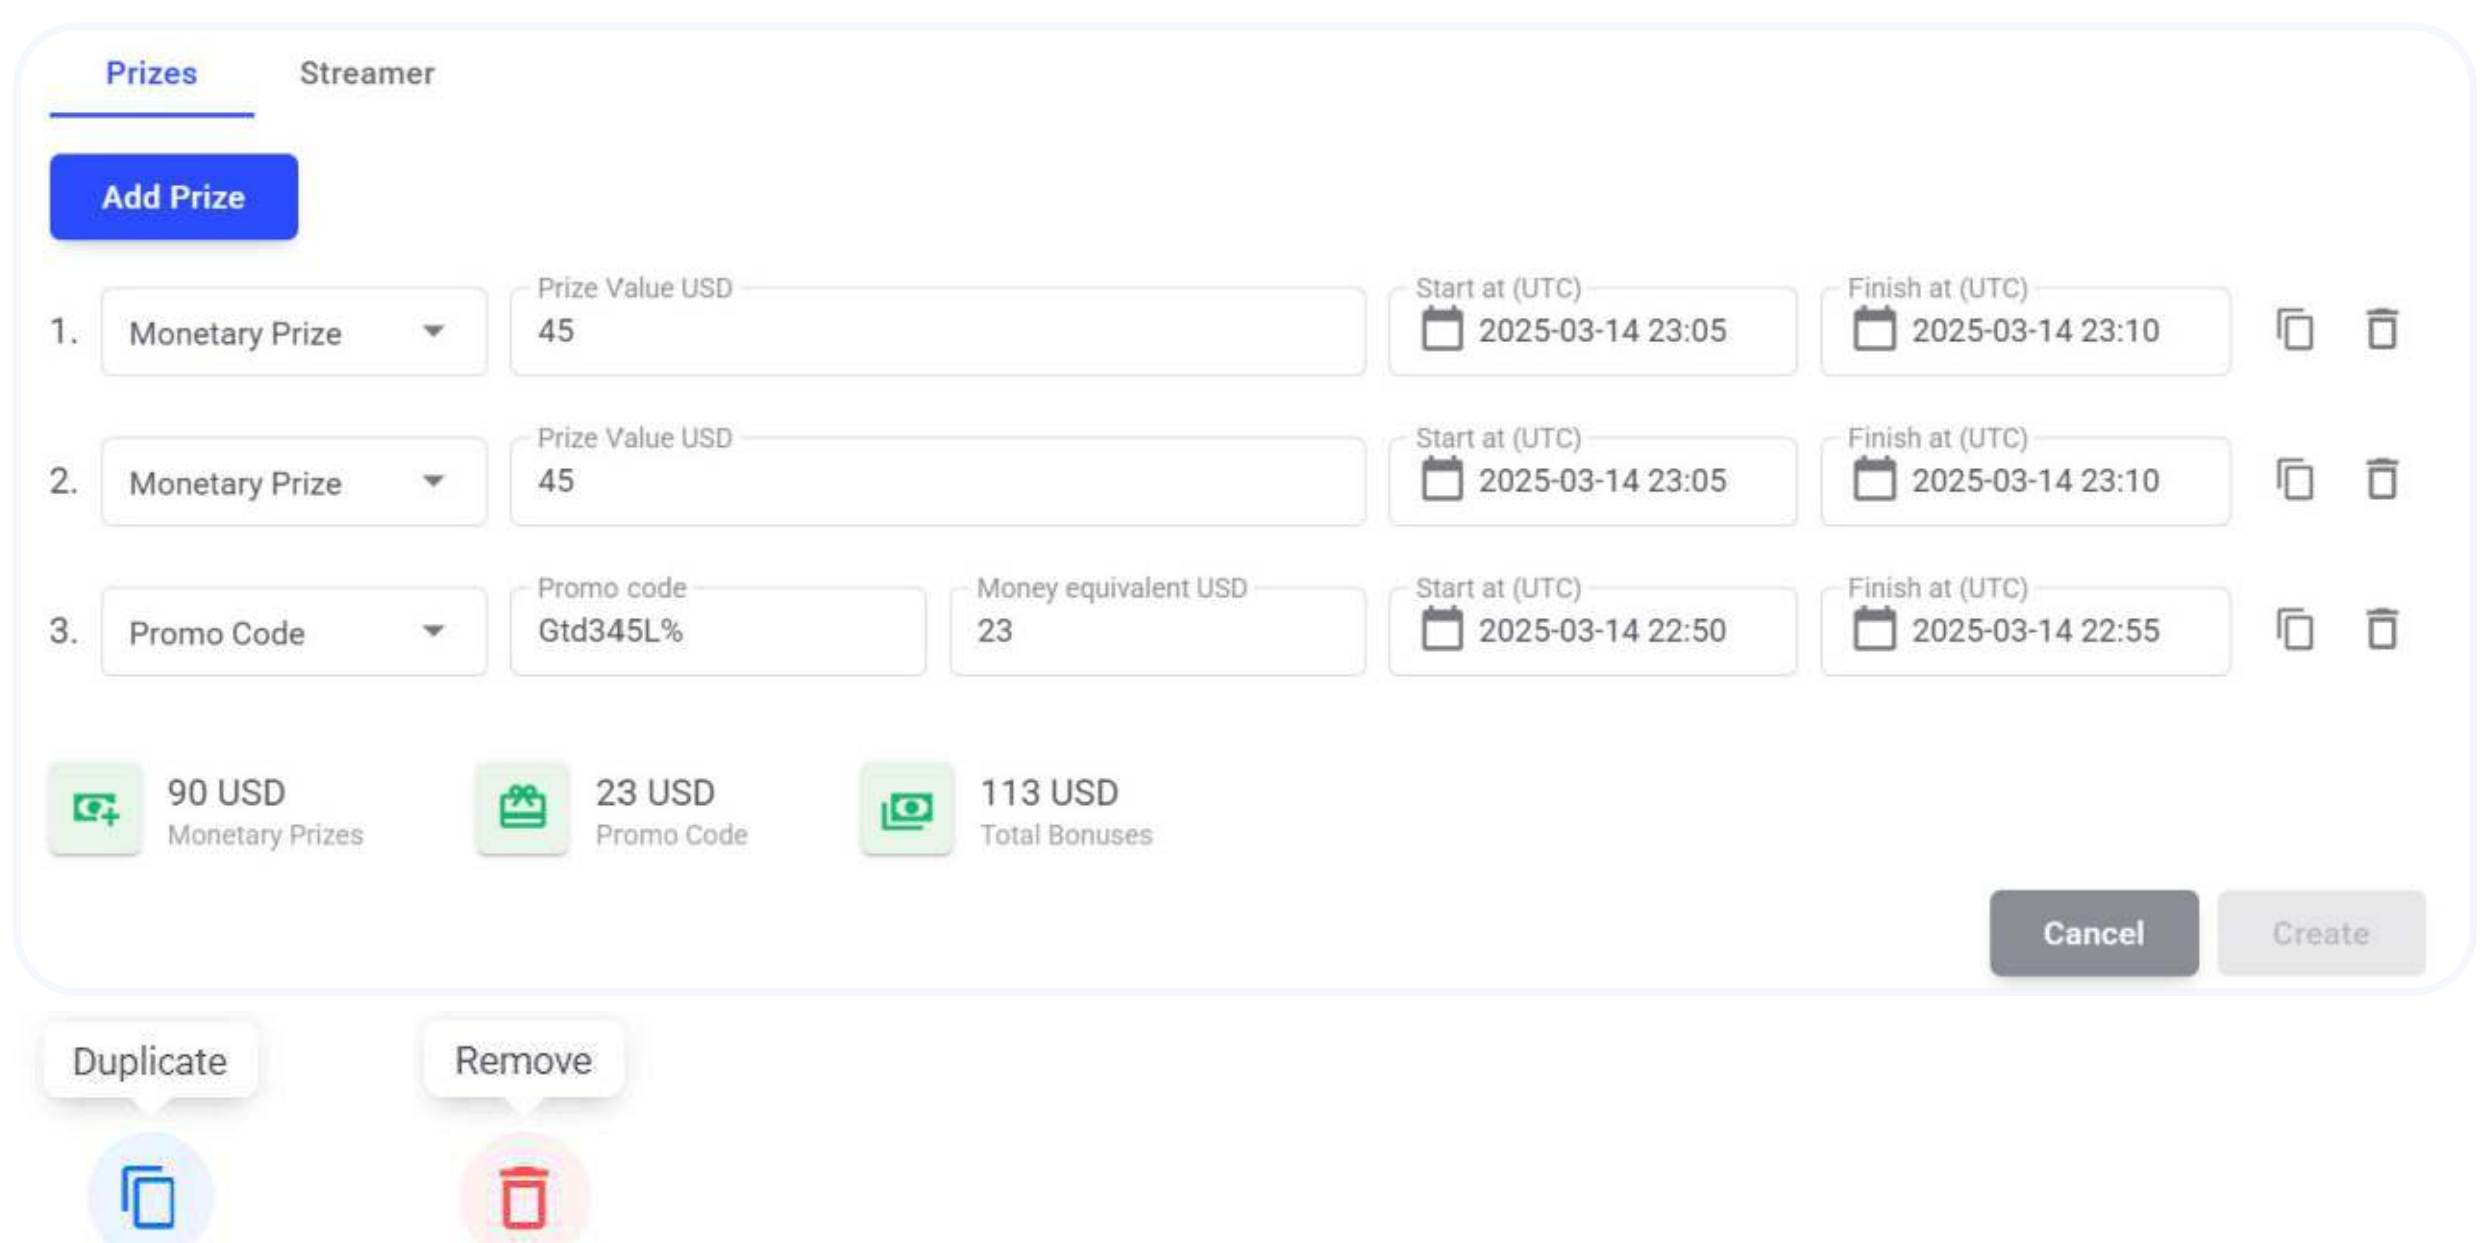 Prizes Streamer
Add Prize
Prize Value USD Start at (UTC) Finish at (UTC)
1. Monetary Prize 45 2025-03-14 23:05 2025-03-14 23:10
Prize Value USD Start at (UTC) Finish at (UTC)
2. Monetary Prize 45 2025-03-14 23:05 2025-03-14 23:10
Promo code Money equivalent USD Start at (UTC) Finish at (UTC)
3. Promo Code Gtd345L% 23 2025-03-14 22:50 2025-03-14 22:55
90 USD 23 USD 113 USD
Monetary Prizes Promo Code Total Bonuses
Cancel Create
Duplicate Remove